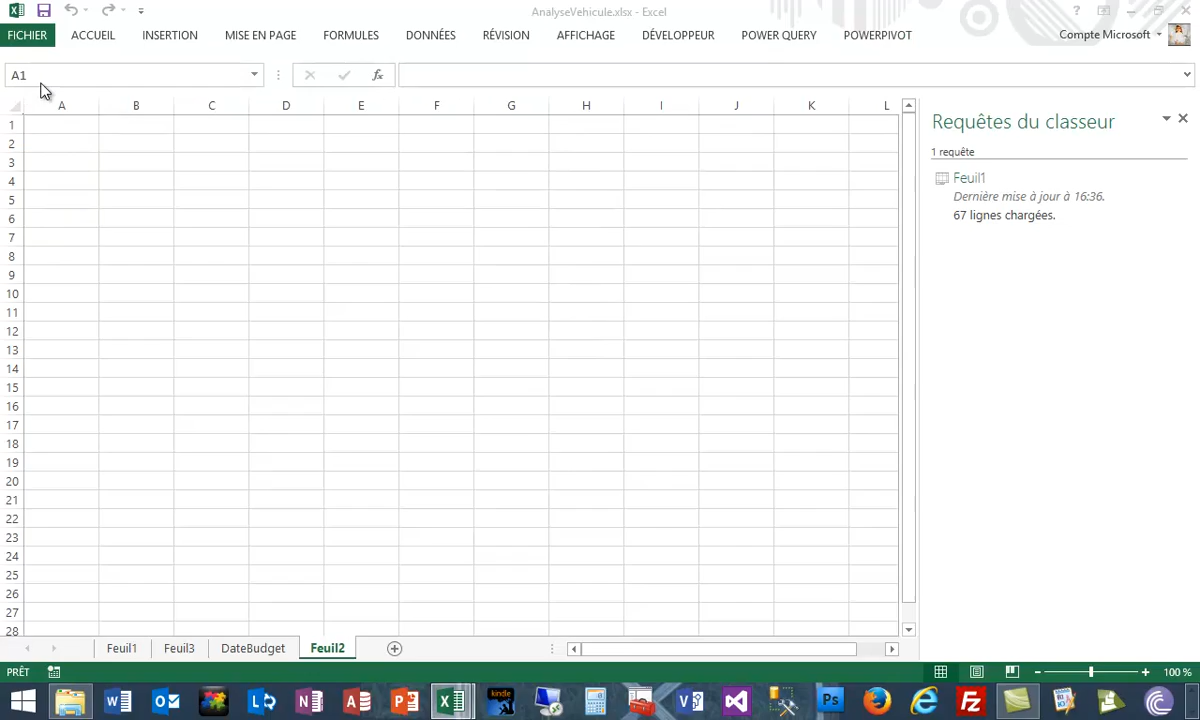 AnalyseVehicule.xlsx - Excel
?
FICHIER ACCUEIL INSERTION MISE EN PAGE FORMULES DONNÉES RÉVISION AFFICHAGE DÉVELOPPEUR POWER QUERY POWERPIVOT Compte Microsoft
A1 fx
A B C D E F G H I J K L
1
2
3
4
5
6
7
8
9
10
11
12
13
14
15
16
17
18
19
20
21
22
23
24
25
26
27
28
Requêtes du classeur
1 requête
Feuil1
Dernière mise à jour à 16:36.
67 lignes chargées.
Feuil1 Feuil3 DateBudget Feuil2
PRÊT 100 %
kindle
Ps